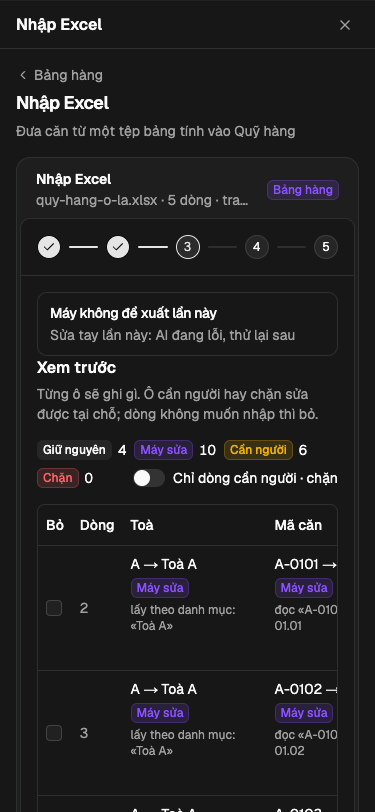 Nhập Excel
Bảng hàng
Nhập Excel
Đưa căn từ một tệp bảng tính vào Quỹ hàng
Nhập Excel
quy-hang-o-la.xlsx · 5 dòng · tra...
Bảng hàng
3 4 5
Máy không đề xuất lần này
Sửa tay lần này: AI đang lỗi, thử lại sau
Xem trước
Từng ô sẽ ghi gì. Ô cần người hay chặn sửa
được tại chỗ; dòng không muốn nhập thì bỏ.
Giữ nguyên 4 Máy sửa 10 Cần người 6
Chặn 0 Chỉ dòng cần người · chặn
Bỏ Dòng Toà Mã căn
A → Toà A A-0101 →
Máy sửa Máy sửa
2 lấy theo danh mục: đọc «A-010
«Toà A» 01.01
A → Toà A A-0102 →
Máy sửa Máy sửa
3 lấy theo danh mục: đọc «A-010
«Toà A» 01.02